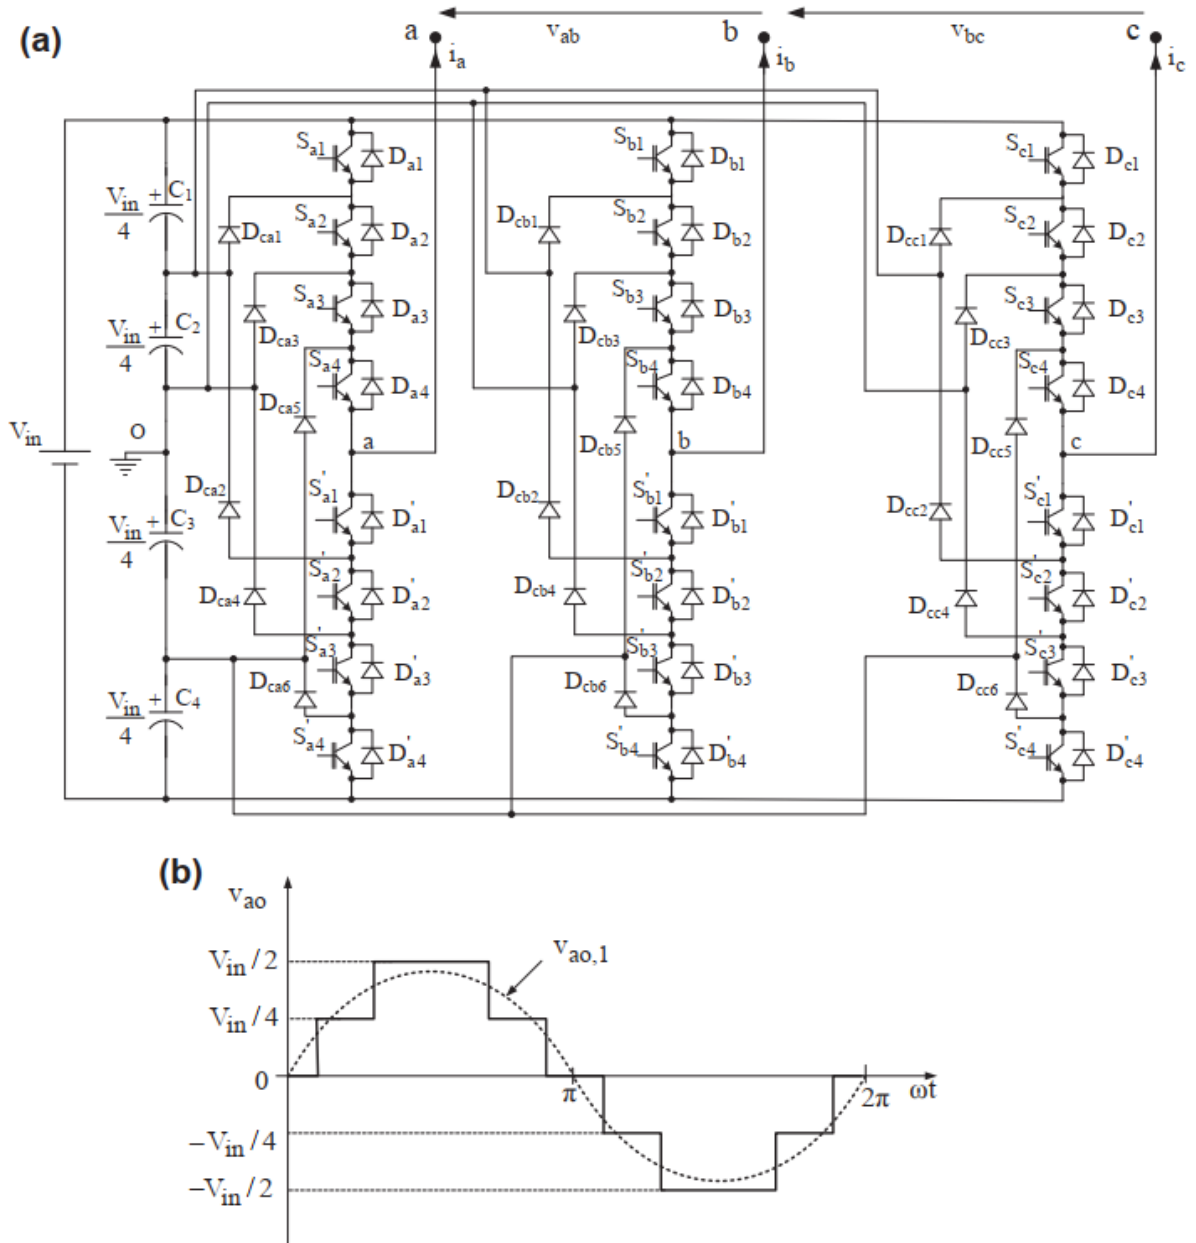 (a)
a v_ab b v_bc c
i_a i_b i_c
S_a1 D_a1 S_b1 D_b1 S_c1 D_c1
V_in/4 + C_1
D_ca1 S_a2 D_a2 D_cb1 S_b2 D_b2 D_cc1 S_c2 D_c2
V_in/4 + C_2
S_a3 D_a3 S_b3 D_b3 S_c3 D_c3
D_ca3 D_cb3 D_cc3
S_a4 D_a4 S_b4 D_b4 S_c4 D_c4
D_ca5 D_cb5 D_cc5
V_in O a b c
D_ca2 S'_a1 D'_a1 D_cb2 S'_b1 D'_b1 D_cc2 S'_c1 D'_c1
V_in/4 + C_3
D_ca4 S'_a2 D'_a2 D_cb4 S'_b2 D'_b2 D_cc4 S'_c2 D'_c2
S'_a3 D'_a3 S'_b3 D'_b3 S'_c3 D'_c3
V_in/4 + C_4
D_ca6 D_cb6 D_cc6
S'_a4 D'_a4 S'_b4 D'_b4 S'_c4 D'_c4
(b)
v_ao
V_in/2 v_ao,1
V_in/4
0 π 2π ωt
−V_in/4
−V_in/2